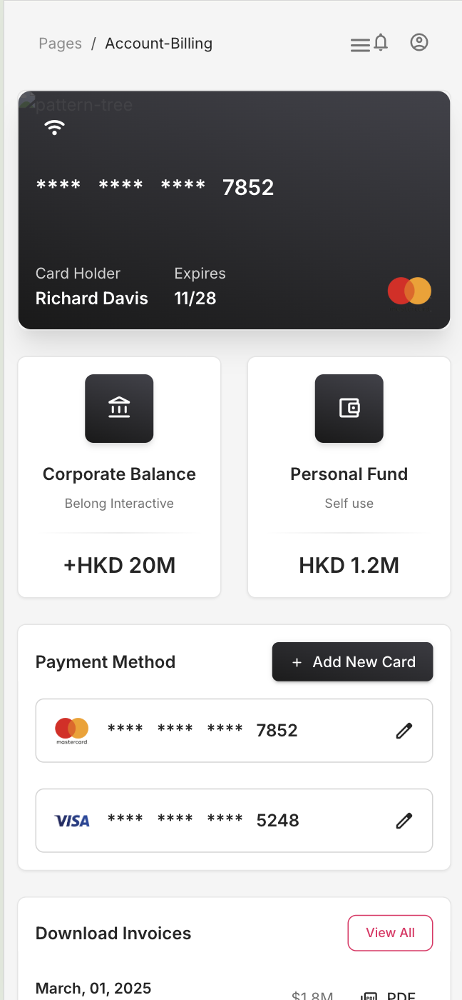 Pages / Account-Billing
pattern-tree
**** **** **** 7852
Card Holder Expires
Richard Davis 11/28
Corporate Balance
Belong Interactive
+HKD 20M
Personal Fund
Self use
HKD 1.2M
Payment Method
+ Add New Card
mastercard
**** **** **** 7852
VISA **** **** **** 5248
Download Invoices
View All
March, 01, 2025
$1.8M PDF PDF